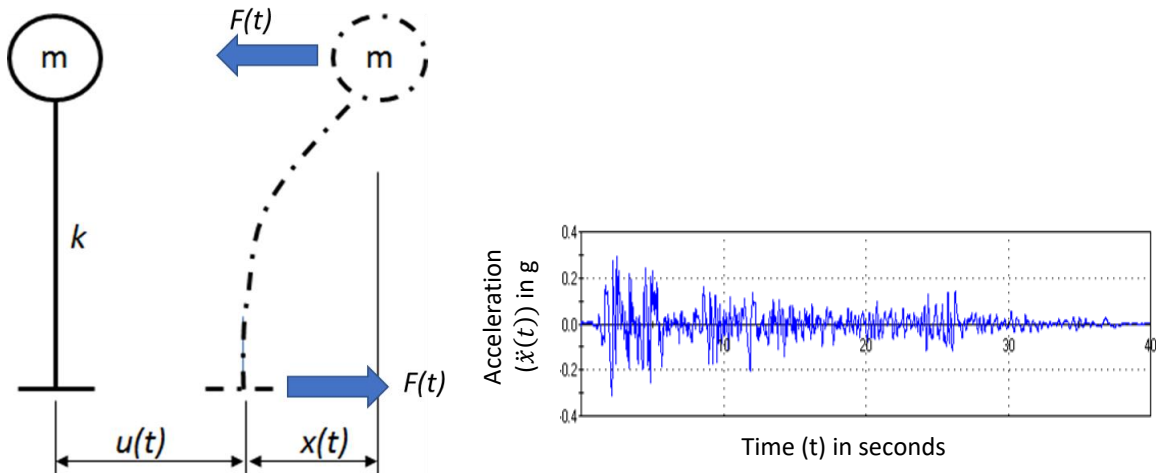 F(t)
m
m
k
F(t)
u(t)
x(t)
Acceleration
(ẍ(t)) in g
0.4
0.2
0.0
-0.2
-0.4
10
20
30
40
Time (t) in seconds